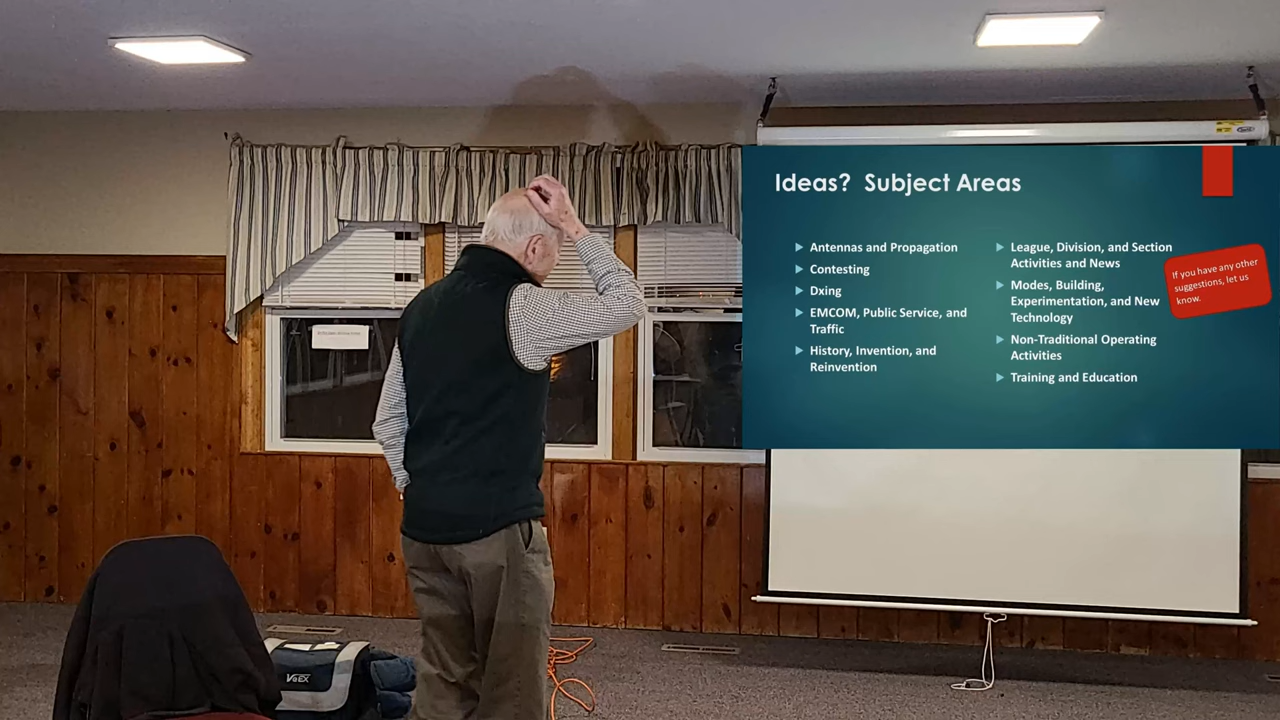 Ideas?  Subject Areas
Antennas and Propagation
Contesting
Dxing
EMCOM, Public Service, and
Traffic
History, Invention, and
Reinvention
League, Division, and Section
Activities and News
Modes, Building,
Experimentation, and New
Technology
Non-Traditional Operating
Activities
Training and Education
If you have any other
suggestions, let us
know.
VeEX